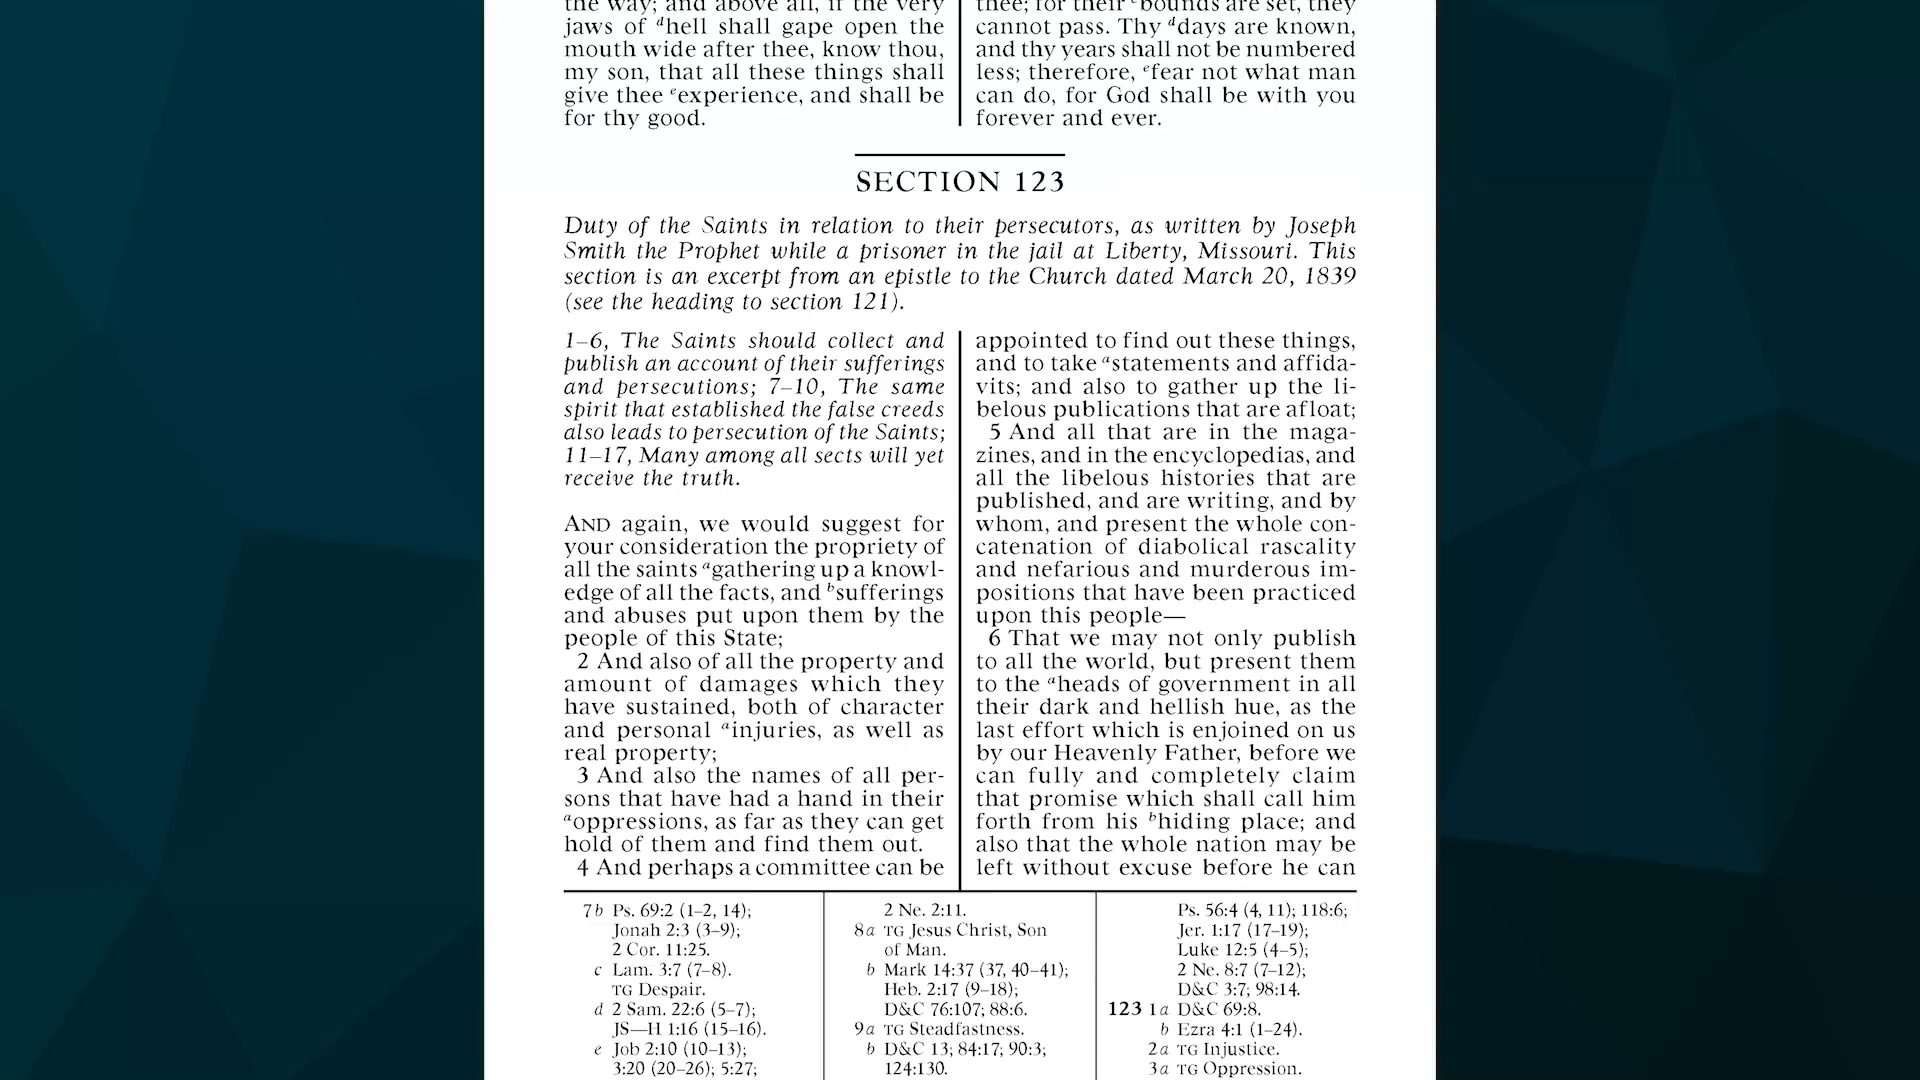 the way; and above all, if the very
jaws of dhell shall gape open the
mouth wide after thee, know thou,
my son, that all these things shall
give thee eexperience, and shall be
for thy good.
thee; for their cbounds are set, they
cannot pass. Thy ddays are known,
and thy years shall not be numbered
less; therefore, efear not what man
can do, for God shall be with you
forever and ever.
SECTION 123
Duty of the Saints in relation to their persecutors, as written by Joseph
Smith the Prophet while a prisoner in the jail at Liberty, Missouri. This
section is an excerpt from an epistle to the Church dated March 20, 1839
(see the heading to section 121).
1–6, The Saints should collect and
publish an account of their sufferings
and persecutions; 7–10, The same
spirit that established the false creeds
also leads to persecution of the Saints;
11–17, Many among all sects will yet
receive the truth.
AND again, we would suggest for
your consideration the propriety of
all the saints agathering up a knowl-
edge of all the facts, and bsufferings
and abuses put upon them by the
people of this State;
2 And also of all the property and
amount of damages which they
have sustained, both of character
and personal ainjuries, as well as
real property;
3 And also the names of all per-
sons that have had a hand in their
aoppressions, as far as they can get
hold of them and find them out.
4 And perhaps a committee can be
appointed to find out these things,
and to take astatements and affida-
vits; and also to gather up the li-
belous publications that are afloat;
5 And all that are in the maga-
zines, and in the encyclopedias, and
all the libelous histories that are
published, and are writing, and by
whom, and present the whole con-
catenation of diabolical rascality
and nefarious and murderous im-
positions that have been practiced
upon this people—
6 That we may not only publish
to all the world, but present them
to the aheads of government in all
their dark and hellish hue, as the
last effort which is enjoined on us
by our Heavenly Father, before we
can fully and completely claim
that promise which shall call him
forth from his bhiding place; and
also that the whole nation may be
left without excuse before he can
7b Ps. 69:2 (1–2, 14);
Jonah 2:3 (3–9);
2 Cor. 11:25.
c Lam. 3:7 (7–8).
TG Despair.
d 2 Sam. 22:6 (5–7);
JS—H 1:16 (15–16).
e Job 2:10 (10–13);
3:20 (20–26); 5:27;
2 Ne. 2:11.
8a TG Jesus Christ, Son
of Man.
b Mark 14:37 (37, 40–41);
Heb. 2:17 (9–18);
D&C 76:107; 88:6.
9a TG Steadfastness.
b D&C 13; 84:17; 90:3;
124:130.
Ps. 56:4 (4, 11); 118:6;
Jer. 1:17 (17–19);
Luke 12:5 (4–5);
2 Ne. 8:7 (7–12);
D&C 3:7; 98:14.
123 1a D&C 69:8.
b Ezra 4:1 (1–24).
2a TG Injustice.
3a TG Oppression.